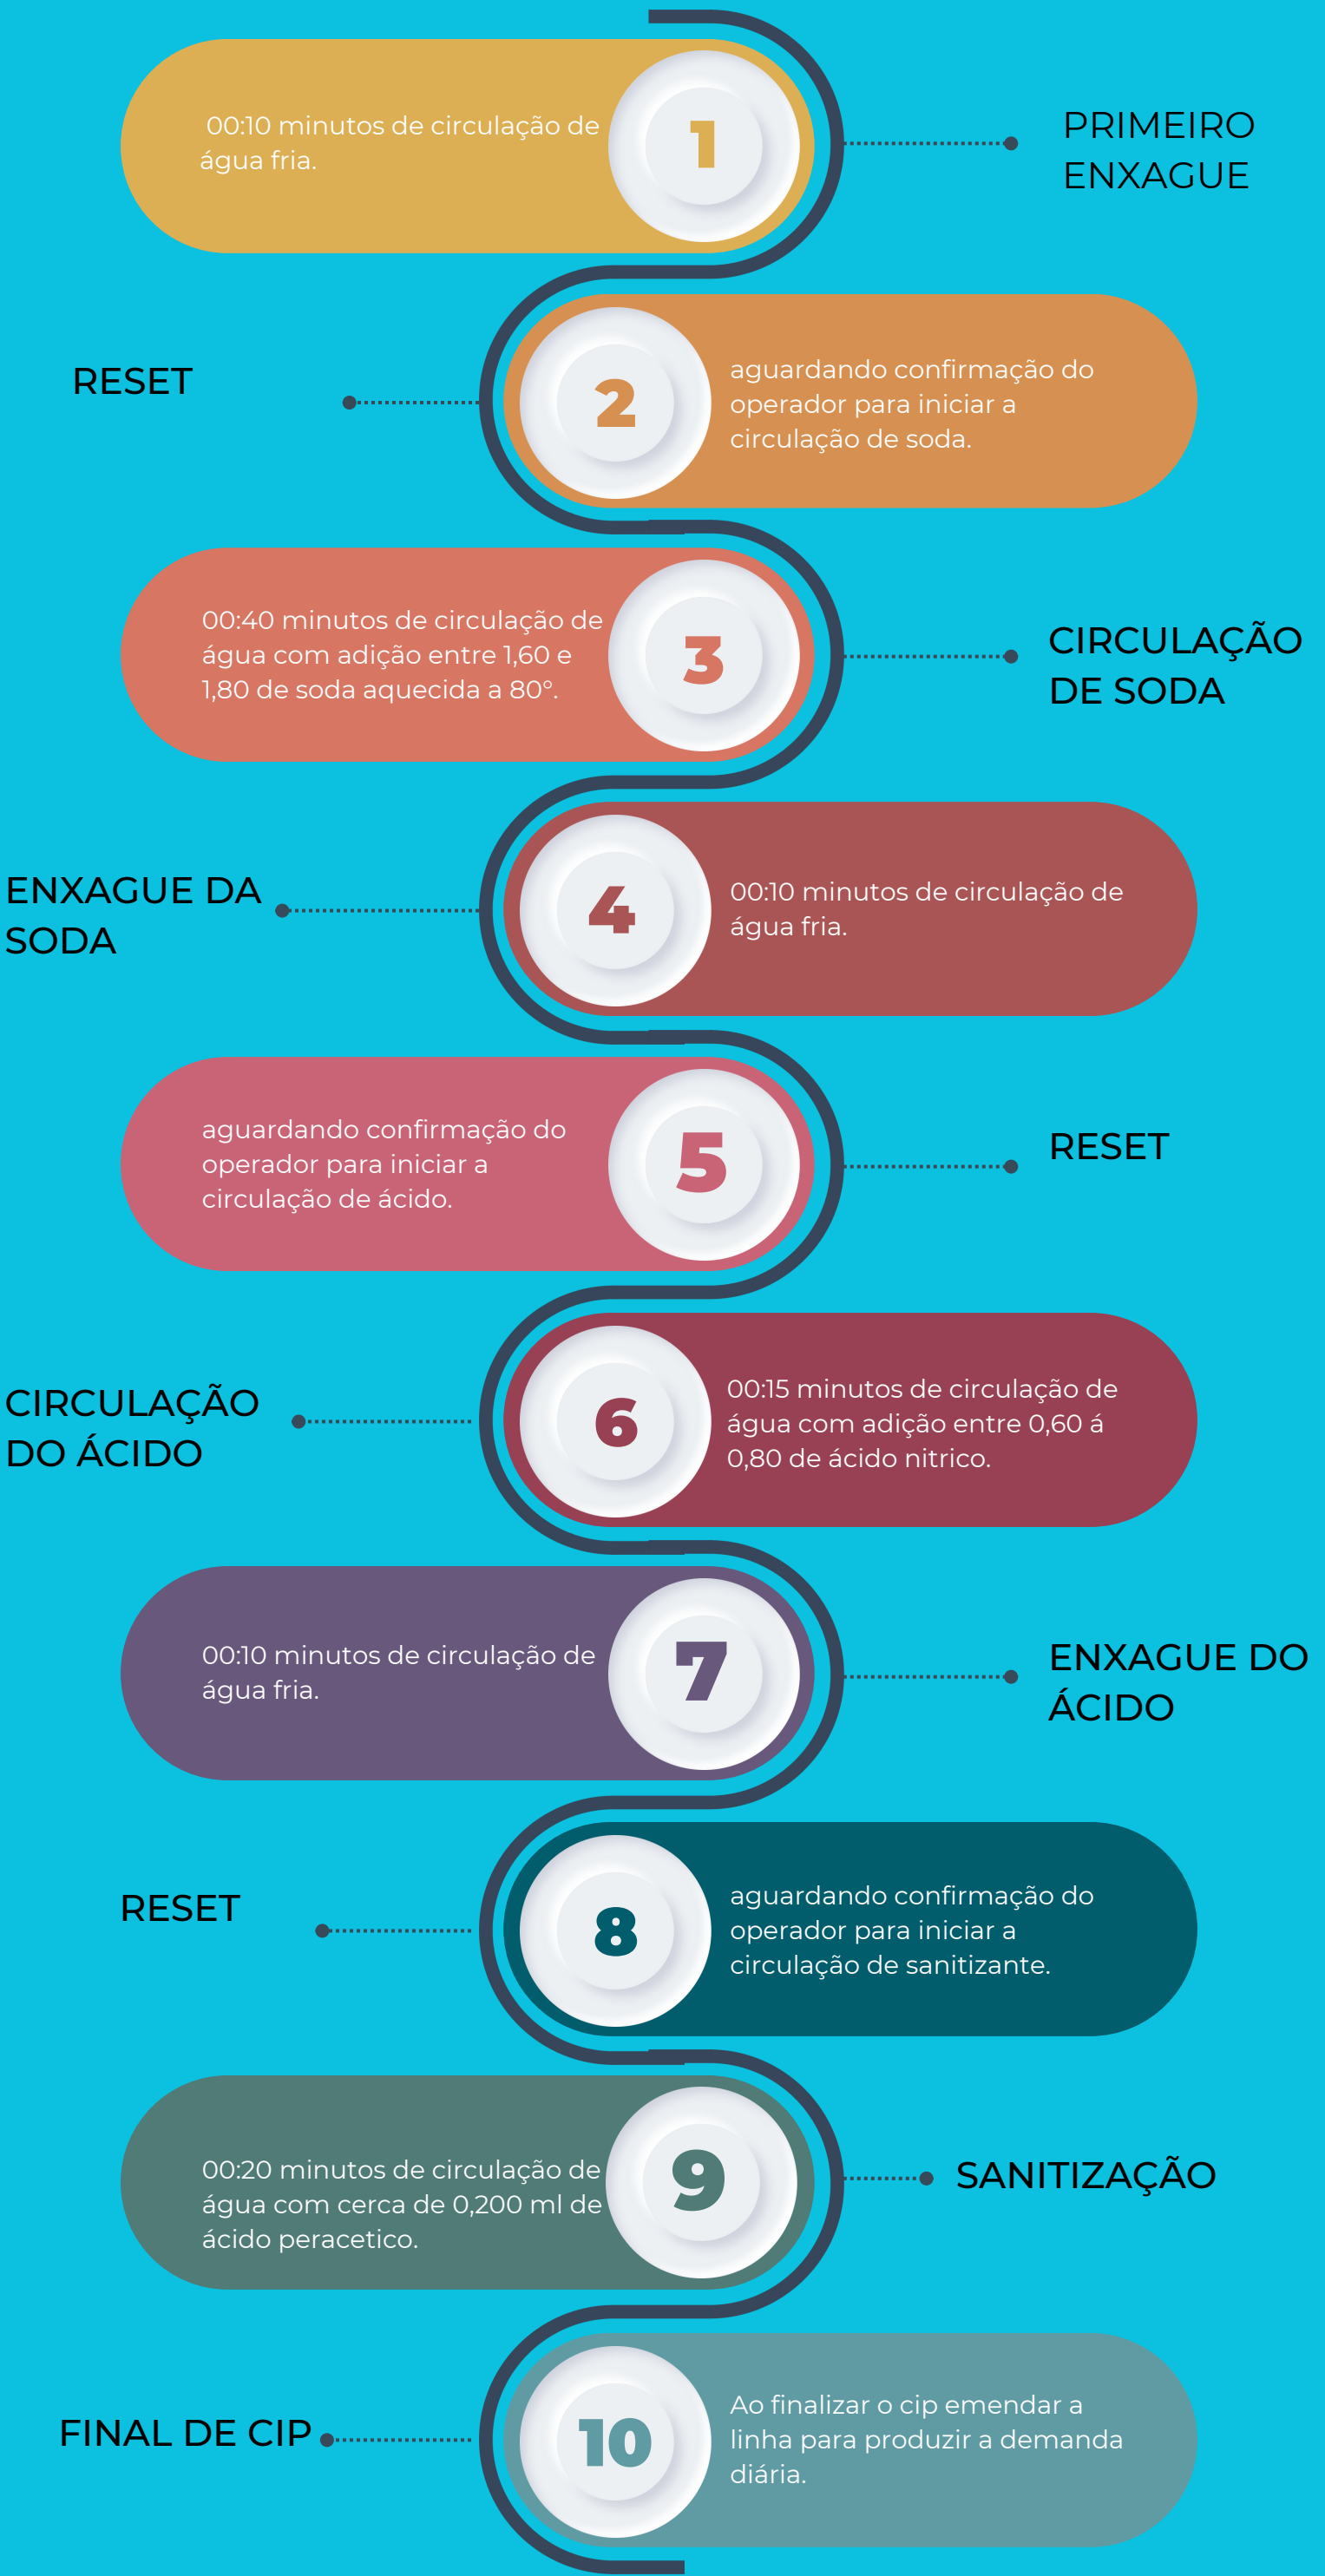 00:10 minutos de circulação de
água fria.
1
PRIMEIRO
ENXAGUE
RESET
2
aguardando confirmação do
operador para iniciar a
circulação de soda.
00:40 minutos de circulação de
água com adição entre 1,60 e
1,80 de soda aquecida a 80°.
3
CIRCULAÇÃO
DE SODA
ENXAGUE DA
SODA
4
00:10 minutos de circulação de
água fria.
aguardando confirmação do
operador para iniciar a
circulação de ácido.
5
RESET
CIRCULAÇÃO
DO ÁCIDO
6
00:15 minutos de circulação de
água com adição entre 0,60 á
0,80 de ácido nitrico.
00:10 minutos de circulação de
água fria.
7
ENXAGUE DO
ÁCIDO
RESET
8
aguardando confirmação do
operador para iniciar a
circulação de sanitizante.
00:20 minutos de circulação de
água com cerca de 0,200 ml de
ácido peracetico.
9
SANITIZAÇÃO
FINAL DE CIP
10
Ao finalizar o cip emendar a
linha para produzir a demanda
diária.